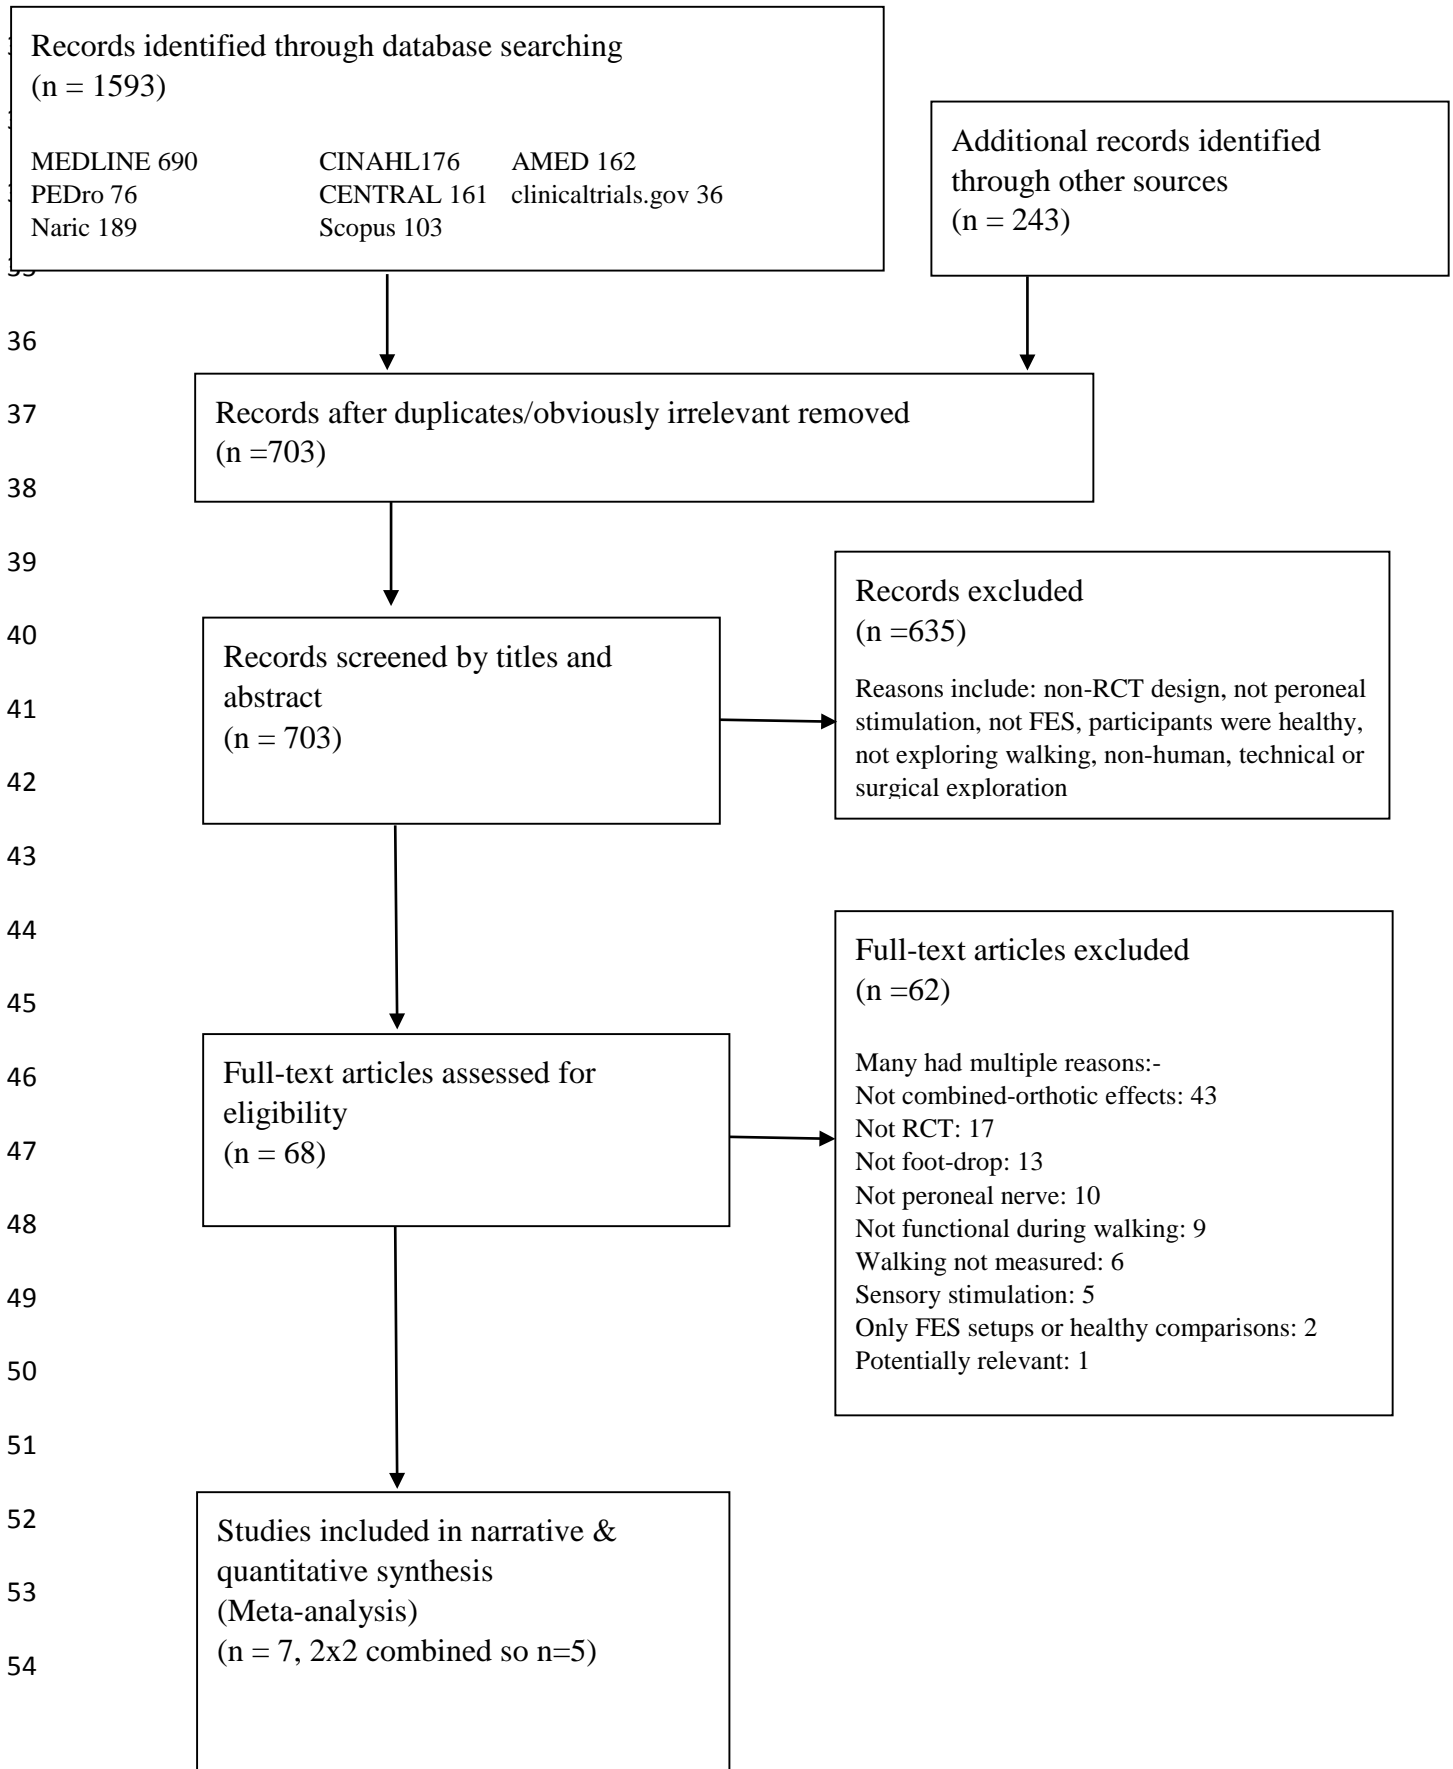 Records identified through database searching
(n = 1593)
MEDLINE 690 CINAHL176 AMED 162
PEDro 76 CENTRAL 161 clinicaltrials.gov 36
Naric 189 Scopus 103
Additional records identified
through other sources
(n = 243)
36
37
Records after duplicates/obviously irrelevant removed
(n =703)
38
39
Records excluded
(n =635)
Reasons include: non-RCT design, not peroneal
stimulation, not FES, participants were healthy,
not exploring walking, non-human, technical or
surgical exploration
40
Records screened by titles and
abstract
(n = 703)
41
42
43
44
Full-text articles excluded
(n =62)
Many had multiple reasons:-
Not combined-orthotic effects: 43
Not RCT: 17
Not foot-drop: 13
Not peroneal nerve: 10
Not functional during walking: 9
Walking not measured: 6
Sensory stimulation: 5
Only FES setups or healthy comparisons: 2
Potentially relevant: 1
45
46
Full-text articles assessed for
eligibility
(n = 68)
47
48
49
50
51
52
Studies included in narrative &
quantitative synthesis
(Meta-analysis)
(n = 7, 2x2 combined so n=5)
53
54